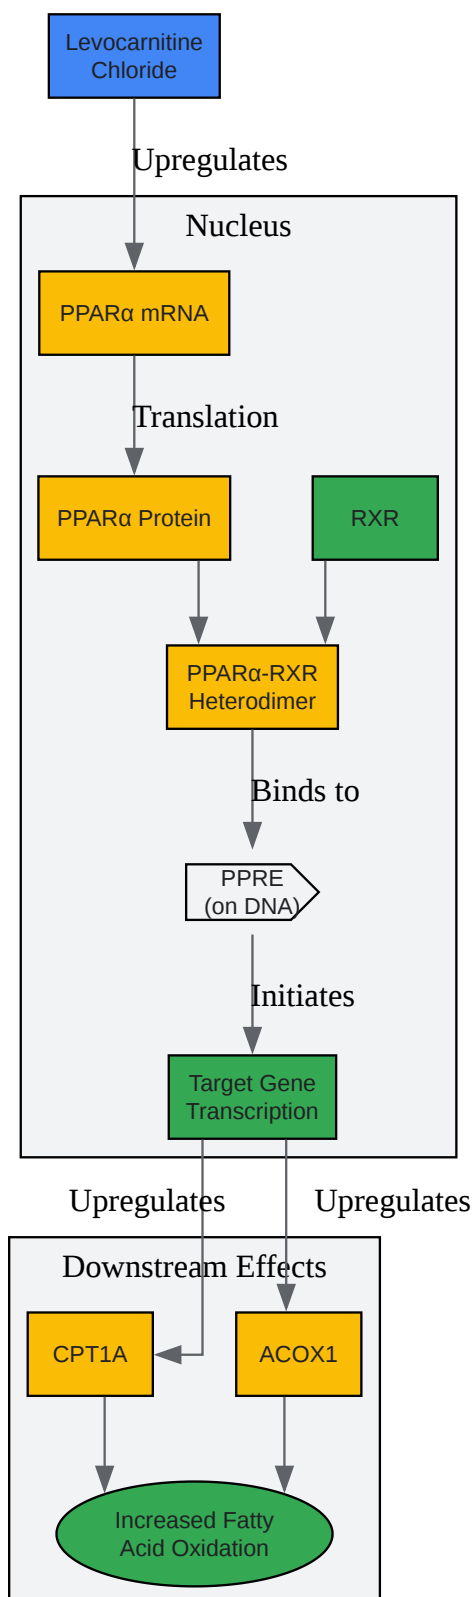 Levocarnitine
Chloride
Upregulates
Nucleus
PPARα mRNA
Translation
PPARα Protein
RXR
PPARα-RXR
Heterodimer
Binds to
PPRE
(on DNA)
Initiates
Target Gene
Transcription
Upregulates
Upregulates
Downstream Effects
CPT1A
ACOX1
Increased Fatty
Acid Oxidation